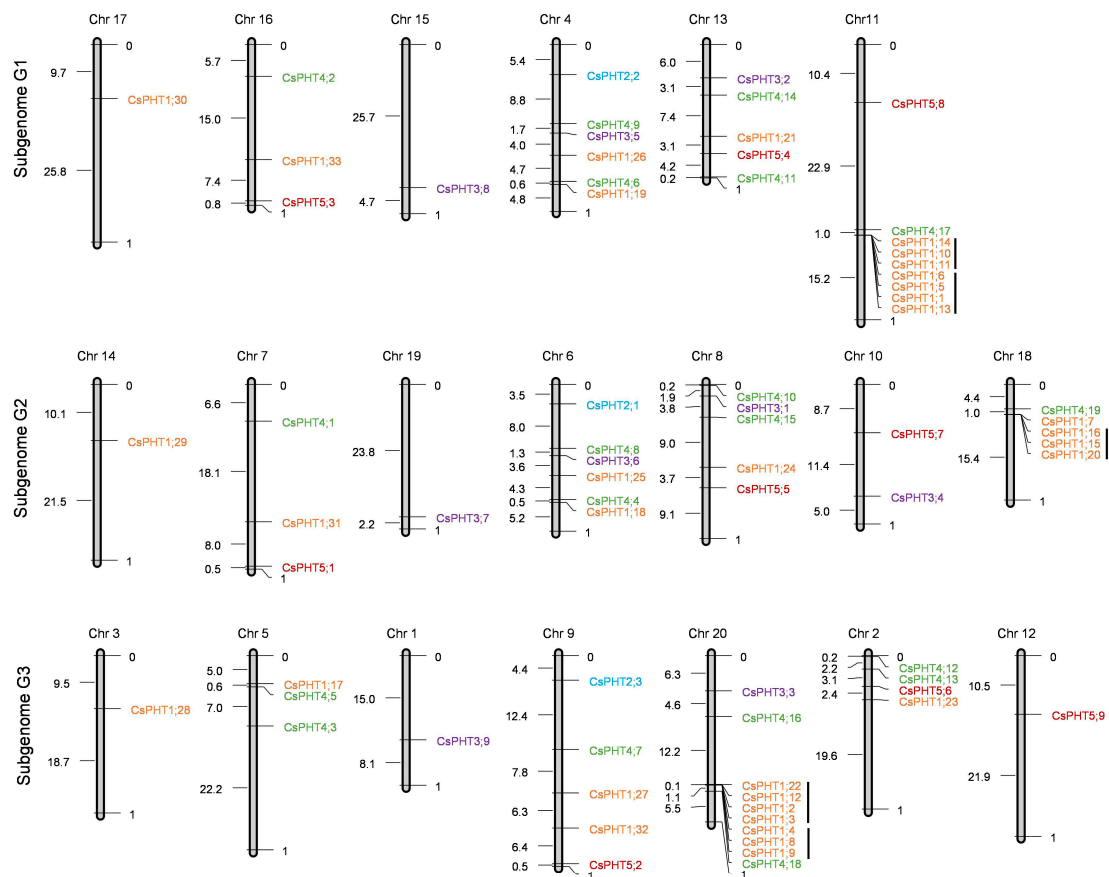 Subgenome G1
Chr 17
0
9.7
CsPHT1;30
25.8
1
Chr 16
0
5.7
CsPHT4;2
15.0
CsPHT1;33
7.4
CsPHT5;3
0.8
1
Chr 15
0
25.7
CsPHT3;8
4.7
1
Chr 4
0
5.4
CsPHT2;2
8.8
CsPHT4;9
1.7
CsPHT3;5
4.0
CsPHT1;26
4.7
CsPHT4;6
0.6
CsPHT1;19
4.8
1
Chr 13
0
6.0
CsPHT3;2
3.1
CsPHT4;14
7.4
CsPHT1;21
3.1
CsPHT5;4
4.2
CsPHT4;11
0.2
1
Chr11
0
10.4
CsPHT5;8
22.9
CsPHT4;17
1.0
CsPHT1;14
CsPHT1;10
CsPHT1;11
CsPHT1;6
15.2
CsPHT1;5
CsPHT1;1
CsPHT1;13
1
Subgenome G2
Chr 14
0
10.1
CsPHT1;29
21.5
1
Chr 7
0
6.6
CsPHT4;1
18.1
CsPHT1;31
8.0
CsPHT5;1
0.5
1
Chr 19
0
23.8
CsPHT3;7
2.2
1
Chr 6
0
3.5
CsPHT2;1
8.0
CsPHT4;8
1.3
CsPHT3;6
3.6
CsPHT1;25
4.3
CsPHT4;4
0.5
CsPHT1;18
5.2
1
Chr 8
0
0.2
1.9
CsPHT4;10
3.8
CsPHT3;1
CsPHT4;15
9.0
CsPHT1;24
3.7
CsPHT5;5
9.1
1
Chr 10
0
8.7
CsPHT5;7
11.4
CsPHT3;4
5.0
1
Chr 18
0
4.4
CsPHT4;19
1.0
CsPHT1;7
CsPHT1;16
CsPHT1;15
CsPHT1;20
15.4
1
Subgenome G3
Chr 3
0
9.5
CsPHT1;28
18.7
1
Chr 5
0
5.0
CsPHT1;17
0.6
CsPHT4;5
7.0
CsPHT4;3
22.2
1
Chr 1
0
15.0
CsPHT3;9
8.1
1
Chr 9
0
4.4
CsPHT2;3
12.4
CsPHT4;7
7.8
CsPHT1;27
6.3
CsPHT1;32
6.4
CsPHT5;2
0.5
1
Chr 20
0
6.3
CsPHT3;3
4.6
CsPHT4;16
12.2
0.1
CsPHT1;22
1.1
CsPHT1;12
5.5
CsPHT1;2
CsPHT1;3
CsPHT1;4
CsPHT1;8
CsPHT1;9
CsPHT4;18
1
Chr 2
0
0.2
2.2
CsPHT4;12
3.1
CsPHT4;13
2.4
CsPHT5;6
CsPHT1;23
19.6
1
Chr 12
0
10.5
CsPHT5;9
21.9
1